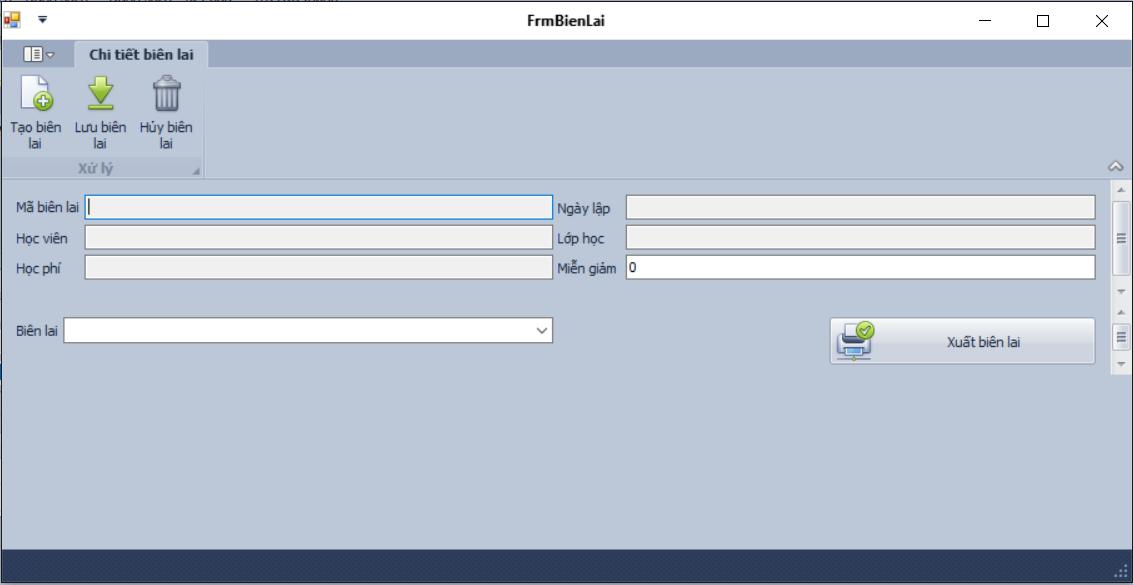 FrmBienLai
Chi tiết biên lai
Tạo biên lai
Lưu biên lai
Hủy biên lai
Xử lý
Mã biên lai
Ngày lập
Học viên
Lớp học
Học phí
Miễn giảm 0
Biên lai
Xuất biên lai